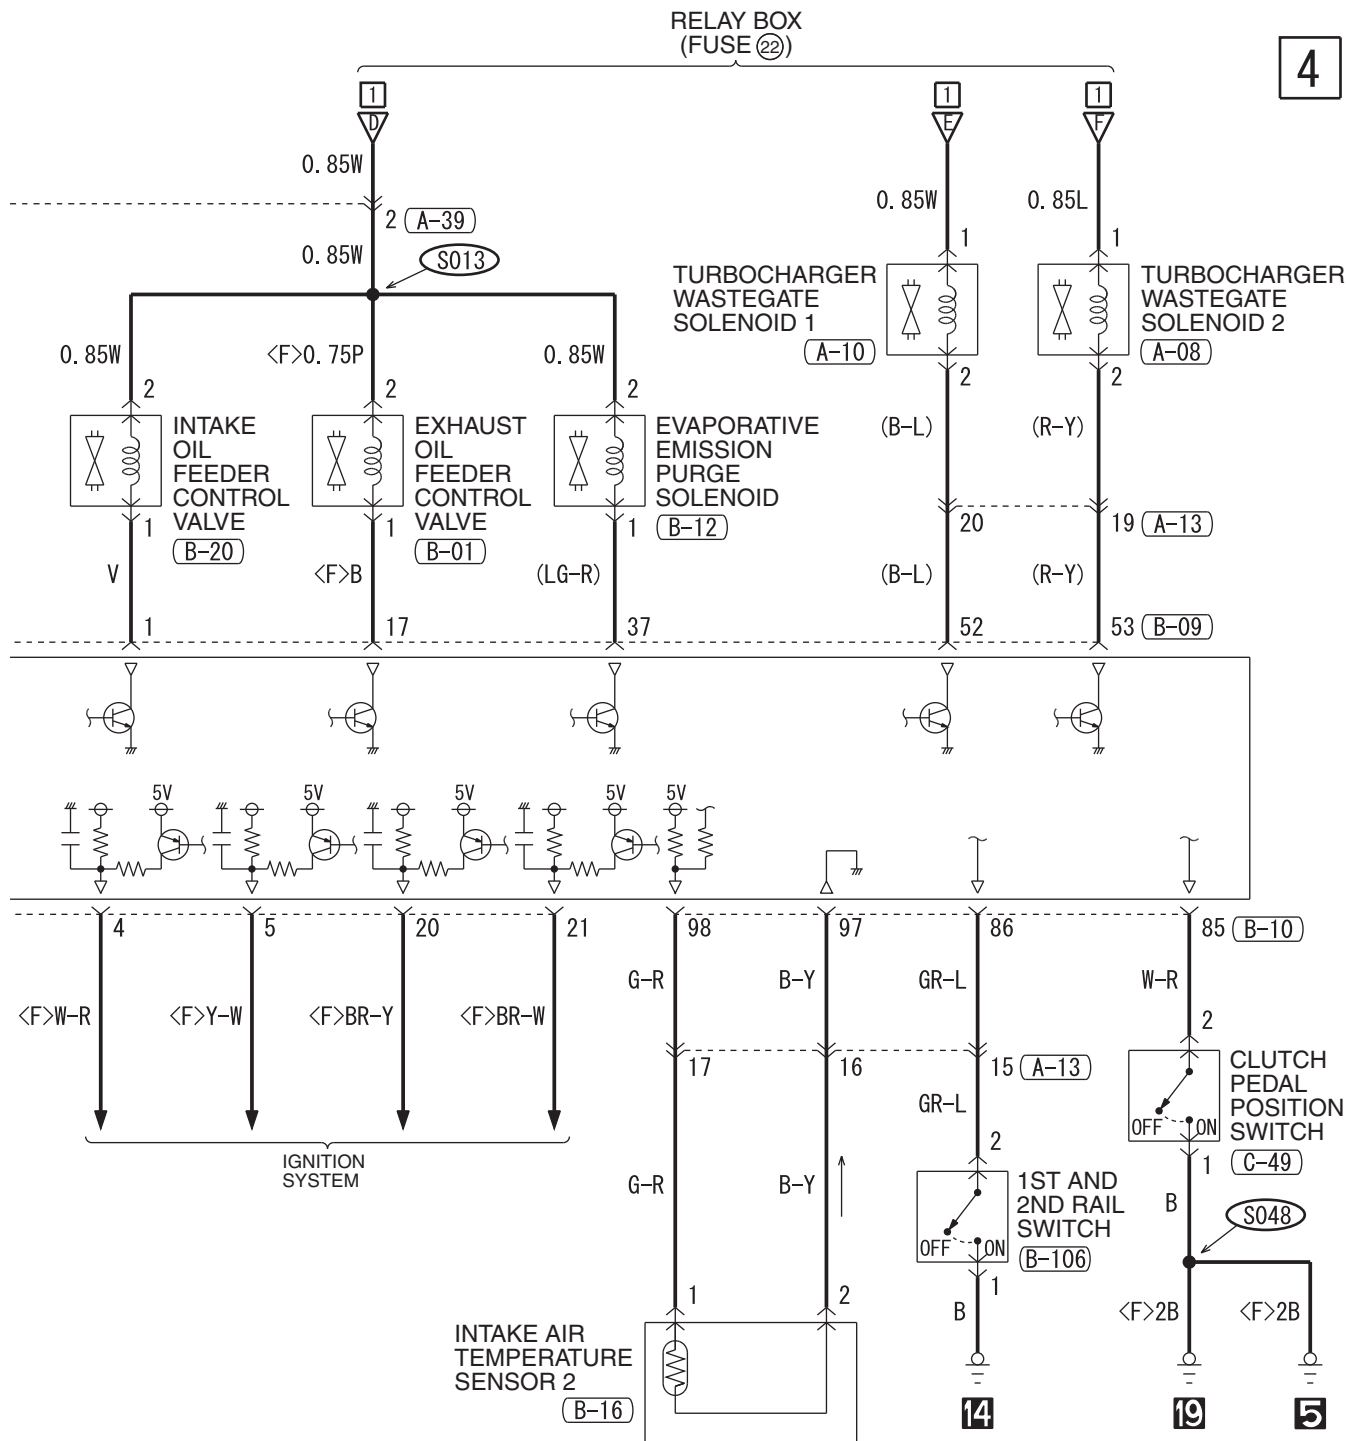 RELAY BOX
(FUSE 22)
4
1
1
1
D
E
F
0.85W
2 A-39
0.85W
S013
0.85W
0.85L
1
1
TURBOCHARGER
WASTEGATE
SOLENOID 1
A-10
TURBOCHARGER
WASTEGATE
SOLENOID 2
A-08
2
2
0.85W
<F>0.75P
0.85W
2
2
2
INTAKE
OIL
FEEDER
CONTROL
VALVE
B-20
EXHAUST
OIL
FEEDER
CONTROL
VALVE
B-01
EVAPORATIVE
EMISSION
PURGE
SOLENOID
B-12
1
1
1
(B-L)
(R-Y)
20
19 A-13
V
<F>B
(LG-R)
(B-L)
(R-Y)
1
17
37
52
53 B-09
5V
5V
5V
5V
5V
4
5
20
21
98
97
86
85 B-10
<F>W-R
<F>Y-W
<F>BR-Y
<F>BR-W
G-R
B-Y
GR-L
W-R
17
16
15 A-13
2
CLUTCH
PEDAL
POSITION
SWITCH
C-49
OFF
ON
1
GR-L
IGNITION
SYSTEM
G-R
B-Y
2
1ST AND
2ND RAIL
SWITCH
B-106
OFF
ON
1
B
B
S048
1
2
<F>2B
<F>2B
INTAKE AIR
TEMPERATURE
SENSOR 2
B-16
14
19
5